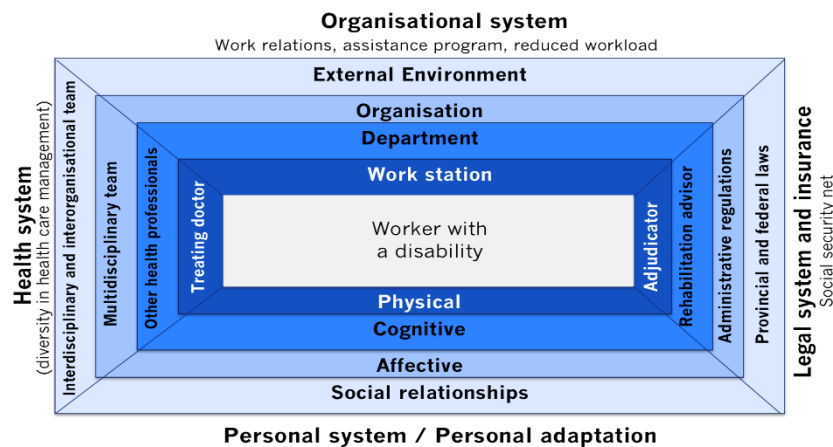 Organisational system
Work relations, assistance program, reduced workload
External Environment
Organisation
Department
Work station
Health system
(diversity in health care management)
Interdisciplinary and interorganisational team
Multidisciplinary team
Other health professionals
Treating doctor
Worker with
a disability
Adjudicator
Rehabilitation advisor
Administrative regulations
Provincial and federal laws
Legal system and insurance
Social security net
Physical
Cognitive
Affective
Social relationships
Personal system / Personal adaptation